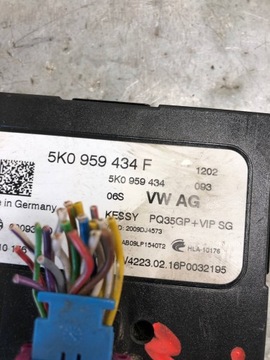 5K0 959 434 F
1202
5K0 959 434
093
06S VW AG
in Germany
KESSY PQ35GP+VIP SG
2009DJ4573
AB09LP1540T2
HLA-10176
V4223.02.16P0032195